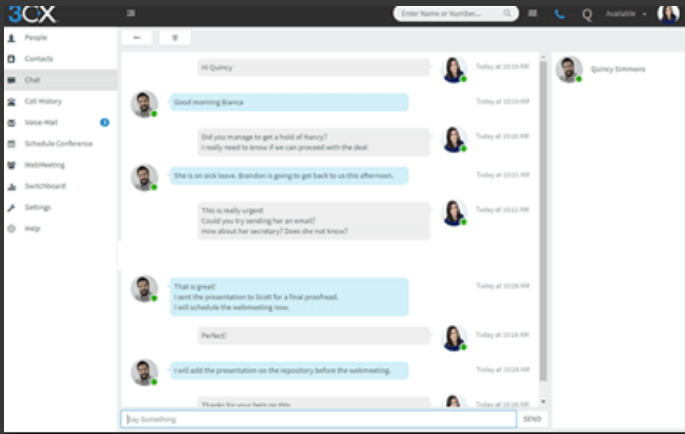 3CX
Enter Name or Number...
Available
People
Contacts
Chat
Call History
Voice-Mail
Schedule Conference
WebMeeting
Switchboard
Settings
Help
Hi Quincy
Today at 10:19 AM
Quincy Simmons
Good morning Bianca
Today at 10:19 AM
Did you manage to get a hold of Nancy?
I really need to know if we can proceed with the deal
Today at 10:20 AM
She is on sick leave. Brandon is going to get back to us this afternoon.
Today at 10:21 AM
This is really urgent
Could you try sending her an email?
How about her secretary? Does she not know?
Today at 10:22 AM
That is great!
I sent the presentation to Scott for a final proofread.
I will schedule the webmeeting now.
Today at 10:28 AM
Perfect!
Today at 10:28 AM
I will add the presentation on the repository before the webmeeting.
Today at 10:28 AM
Thanks for your help on this
Today at 10:28 AM
Say Something
SEND